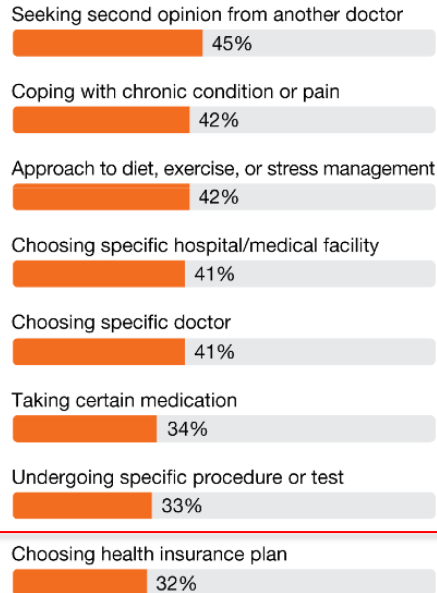 Seeking second opinion from another doctor
45%
Coping with chronic condition or pain
42%
Approach to diet, exercise, or stress management
42%
Choosing specific hospital/medical facility
41%
Choosing specific doctor
41%
Taking certain medication
34%
Undergoing specific procedure or test
33%
Choosing health insurance plan
32%